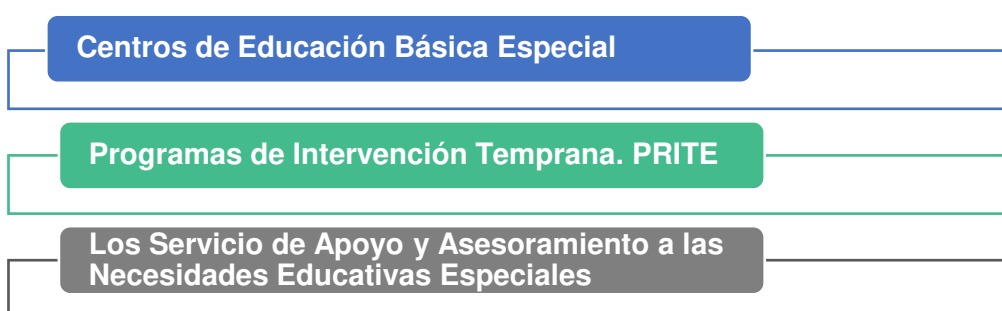 Centros de Educación Básica Especial
Programas de Intervención Temprana. PRITE
Los Servicio de Apoyo y Asesoramiento a las
Necesidades Educativas Especiales